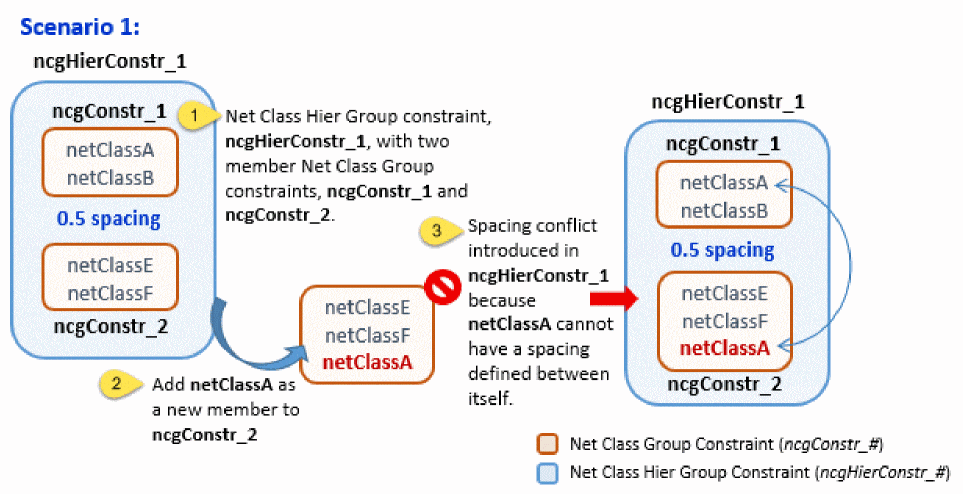 Scenario 1:
ncgHierConstr_1
ncgConstr_1
netClassA
netClassB
0.5 spacing
netClassE
netClassF
ncgConstr_2
1
Net Class Hier Group constraint,
ncgHierConstr_1, with two
member Net Class Group
constraints, ncgConstr_1 and
ncgConstr_2.
2
Add netClassA as
a new member to
ncgConstr_2
netClassE
netClassF
netClassA
3
Spacing conflict
introduced in
ncgHierConstr_1
because
netClassA cannot
have a spacing
defined between
itself.
ncgHierConstr_1
ncgConstr_1
netClassA
netClassB
0.5 spacing
netClassE
netClassF
netClassA
ncgConstr_2
Net Class Group Constraint (ncgConstr_#)
Net Class Hier Group Constraint (ncgHierConstr_#)